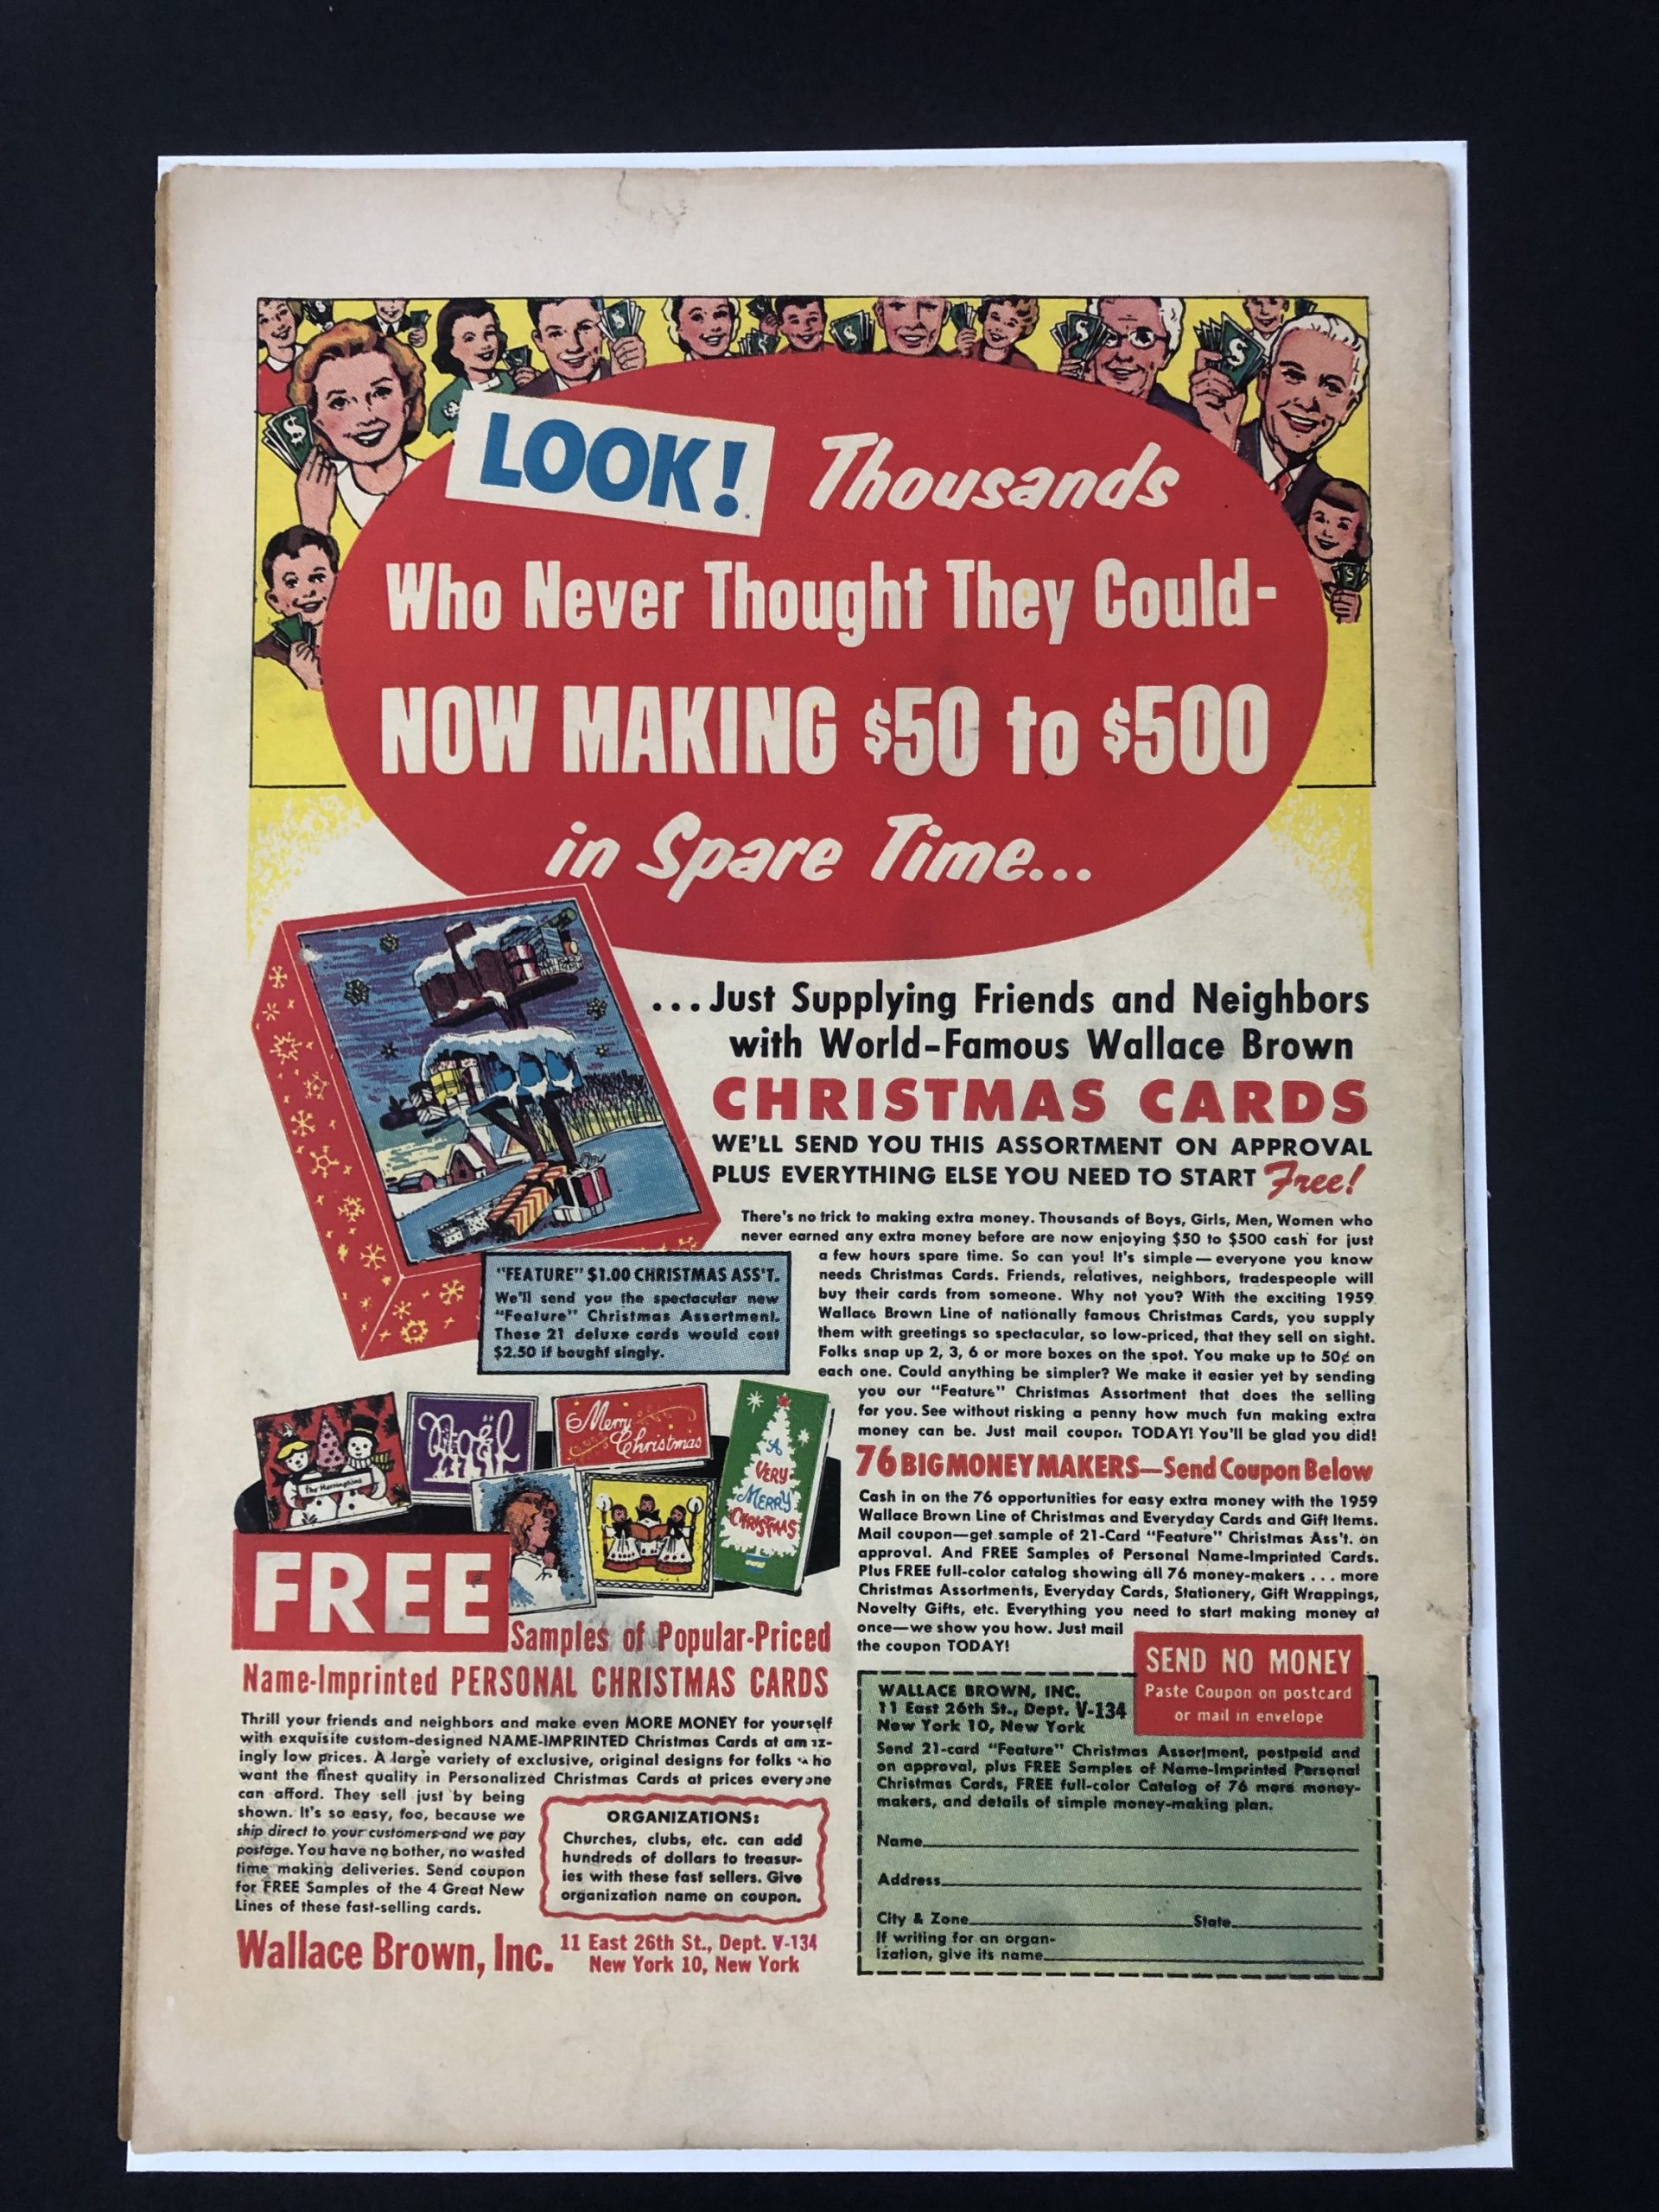 LOOK! Thousands
Who Never Thought They Could-
NOW MAKING $50 to $500
in Spare Time...
...Just Supplying Friends and Neighbors
with World-Famous Wallace Brown
CHRISTMAS CARDS
WE'LL SEND YOU THIS ASSORTMENT ON APPROVAL
PLUS EVERYTHING ELSE YOU NEED TO START Free!
There's no trick to making extra money. Thousands of Boys, Girls, Men, Women who
never earned any extra money before are now enjoying $50 to $500 cash for just
a few hours spare time. So can you! It's simple — everyone you know
needs Christmas Cards. Friends, relatives, neighbors, tradespeople will
buy their cards from someone. Why not you? With the exciting 1959
Wallace Brown Line of nationally famous Christmas Cards, you supply
them with greetings so spectacular, so low-priced, that they sell on sight.
Folks snap up 2, 3, 6 or more boxes on the spot. You make up to 50¢ on
each one. Could anything be simpler? We make it easier yet by sending
you our "Feature" Christmas Assortment that does the selling
for you. See without risking a penny how much fun making extra
money can be. Just mail coupon TODAY! You'll be glad you did!
"FEATURE" $1.00 CHRISTMAS ASS'T.
We'll send you the spectacular new
"Feature" Christmas Assortment.
These 21 deluxe cards would cost
$2.50 if bought singly.
The Harringtons
Noël
Merry
Christmas
A
VERY
MERRY
CHRISTMAS
FREE
Samples of Popular-Priced
Name-Imprinted PERSONAL CHRISTMAS CARDS
Thrill your friends and neighbors and make even MORE MONEY for yourself
with exquisite custom-designed NAME-IMPRINTED Christmas Cards at amaz-
ingly low prices. A large variety of exclusive, original designs for folks who
want the finest quality in Personalized Christmas Cards at prices everyone
can afford. They sell just by being
shown. It's so easy, too, because we
ship direct to your customers and we pay
postage. You have no bother, no wasted
time making deliveries. Send coupon
for FREE Samples of the 4 Great New
Lines of these fast-selling cards.
ORGANIZATIONS:
Churches, clubs, etc. can add
hundreds of dollars to treasur-
ies with these fast sellers. Give
organization name on coupon.
Wallace Brown, Inc. 11 East 26th St., Dept. V-134
New York 10, New York
76 BIG MONEY MAKERS—Send Coupon Below
Cash in on the 76 opportunities for easy extra money with the 1959
Wallace Brown Line of Christmas and Everyday Cards and Gift Items.
Mail coupon—get sample of 21-Card "Feature" Christmas Ass't. on
approval. And FREE Samples of Personal Name-Imprinted Cards.
Plus FREE full-color catalog showing all 76 money-makers . . . more
Christmas Assortments, Everyday Cards, Stationery, Gift Wrappings,
Novelty Gifts, etc. Everything you need to start making money at
once—we show you how. Just mail
the coupon TODAY!
SEND NO MONEY
Paste Coupon on postcard
or mail in envelope
WALLACE BROWN, INC.
11 East 26th St., Dept. V-134
New York 10, New York
Send 21-card "Feature" Christmas Assortment, postpaid and
on approval, plus FREE Samples of Name-Imprinted Personal
Christmas Cards, FREE full-color Catalog of 76 more money-
makers, and details of simple money-making plan.
Name
Address
City & Zone State
If writing for an organ-
ization, give its name